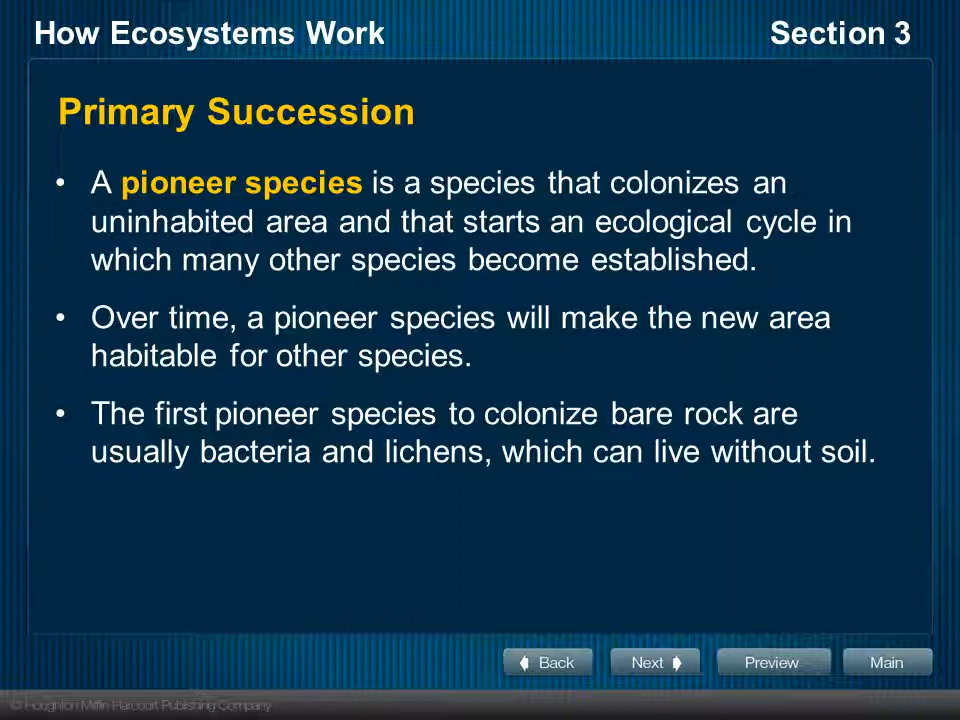 How Ecosystems Work
Section 3
Primary Succession
• A pioneer species is a species that colonizes an
uninhabited area and that starts an ecological cycle in
which many other species become established.
• Over time, a pioneer species will make the new area
habitable for other species.
• The first pioneer species to colonize bare rock are
usually bacteria and lichens, which can live without soil.
Back
Next
Preview
Main
© Houghton Mifflin Harcourt Publishing Company